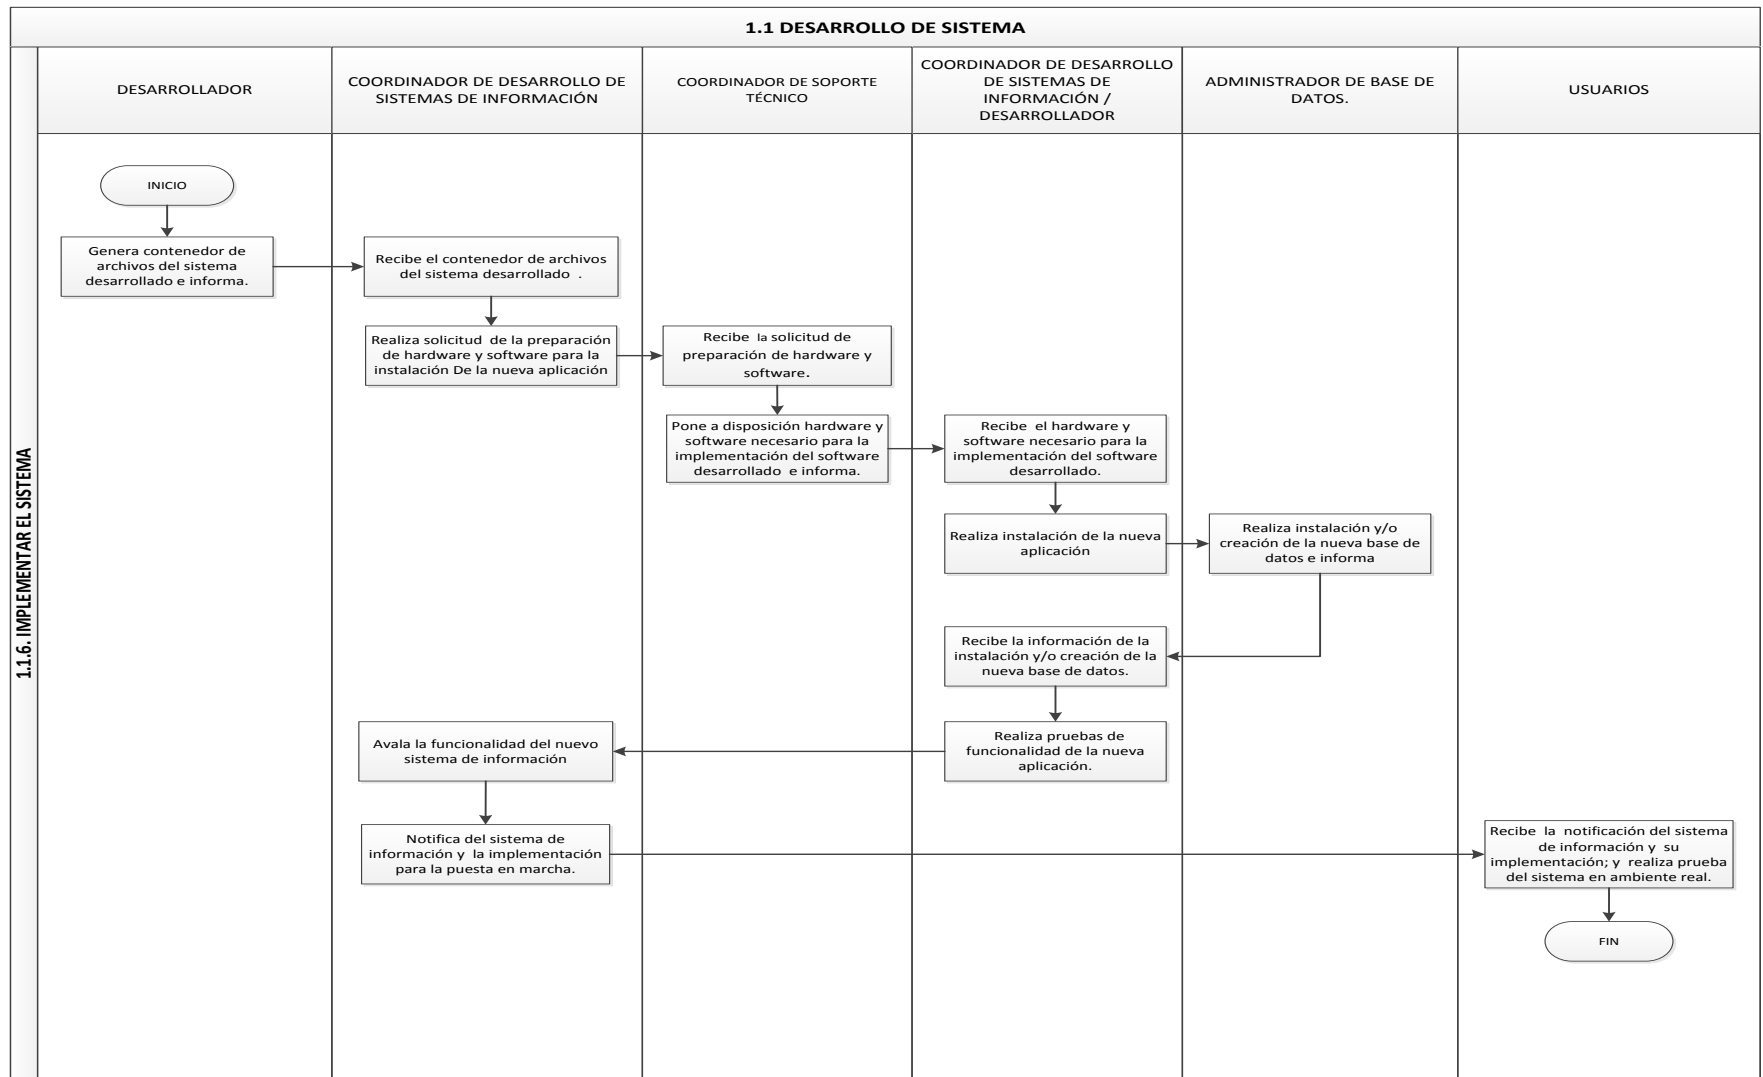 1.1 DESARROLLO DE SISTEMA
1.1.6. IMPLEMENTAR EL SISTEMA
DESARROLLADOR
COORDINADOR DE DESARROLLO DE
SISTEMAS DE INFORMACIÓN
COORDINADOR DE SOPORTE
TÉCNICO
COORDINADOR DE DESARROLLO
DE SISTEMAS DE
INFORMACIÓN /
DESARROLLADOR
ADMINISTRADOR DE BASE DE
DATOS.
USUARIOS
INICIO
Genera contenedor de
archivos del sistema
desarrollado e informa.
Recibe el contenedor de archivos
del sistema desarrollado .
Realiza solicitud de la preparación
de hardware y software para la
instalación De la nueva aplicación
Recibe la solicitud de
preparación de hardware y
software.
Pone a disposición hardware y
software necesario para la
implementación del software
desarrollado e informa.
Recibe el hardware y
software necesario para la
implementación del software
desarrollado.
Realiza instalación de la nueva
aplicación
Realiza instalación y/o
creación de la nueva base de
datos e informa
Recibe la información de la
instalación y/o creación de la
nueva base de datos.
Realiza pruebas de
funcionalidad de la nueva
aplicación.
Avala la funcionalidad del nuevo
sistema de información
Notifica del sistema de
información y la implementación
para la puesta en marcha.
Recibe la notificación del sistema
de información y su
implementación; y realiza prueba
del sistema en ambiente real.
FIN